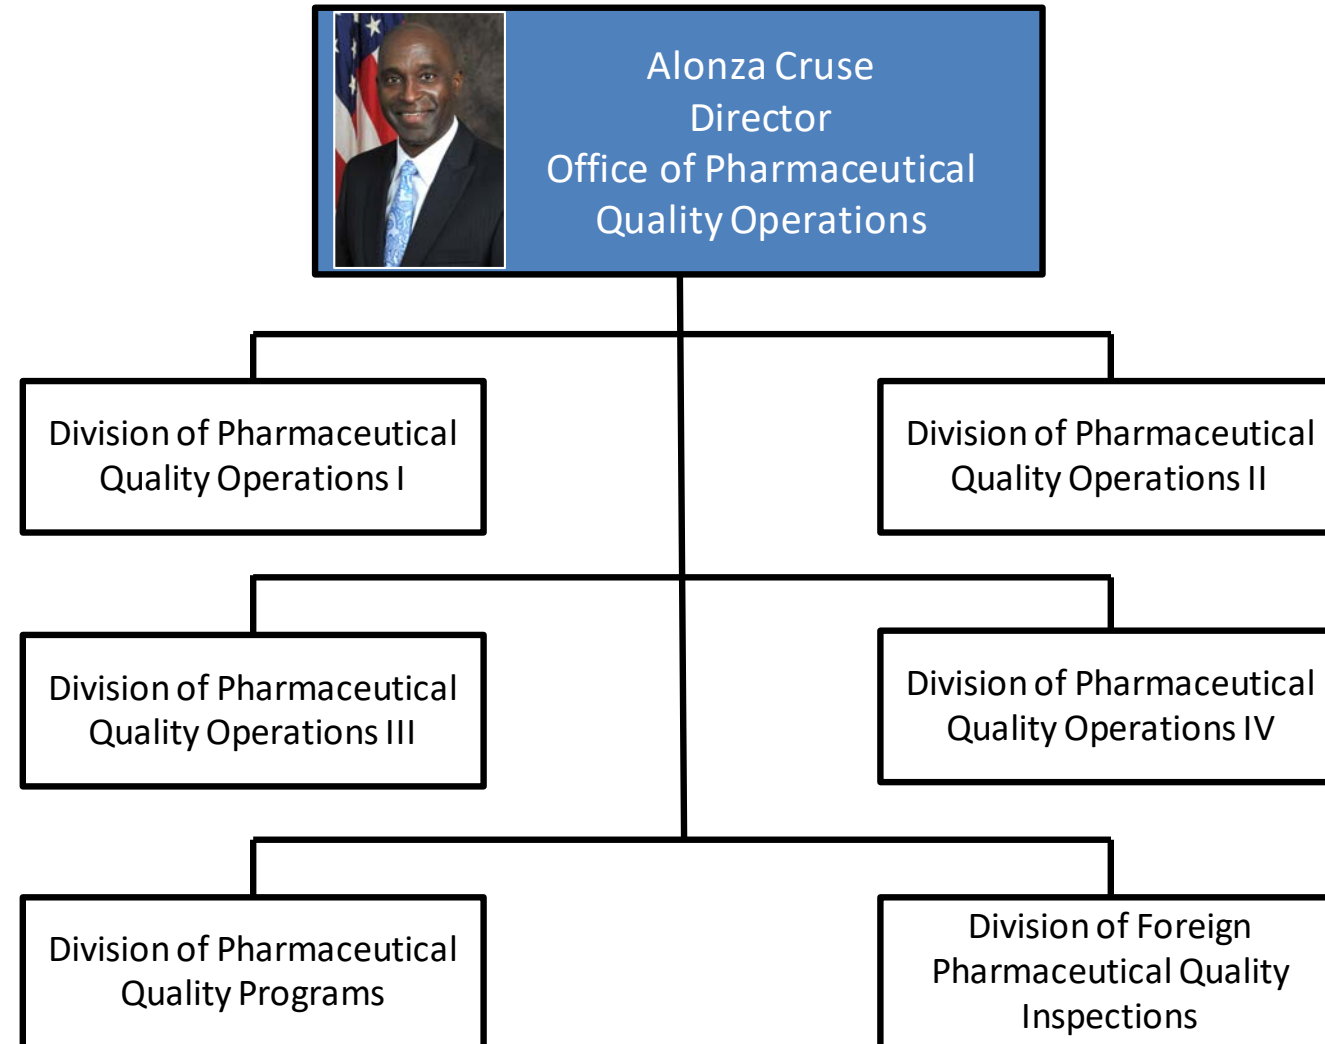 Alonza Cruse
Director
Office of Pharmaceutical
Quality Operations
Division of Pharmaceutical
Quality Operations I
Division of Pharmaceutical
Quality Operations II
Division of Pharmaceutical
Quality Operations III
Division of Pharmaceutical
Quality Operations IV
Division of Pharmaceutical
Quality Programs
Division of Foreign
Pharmaceutical Quality
Inspections